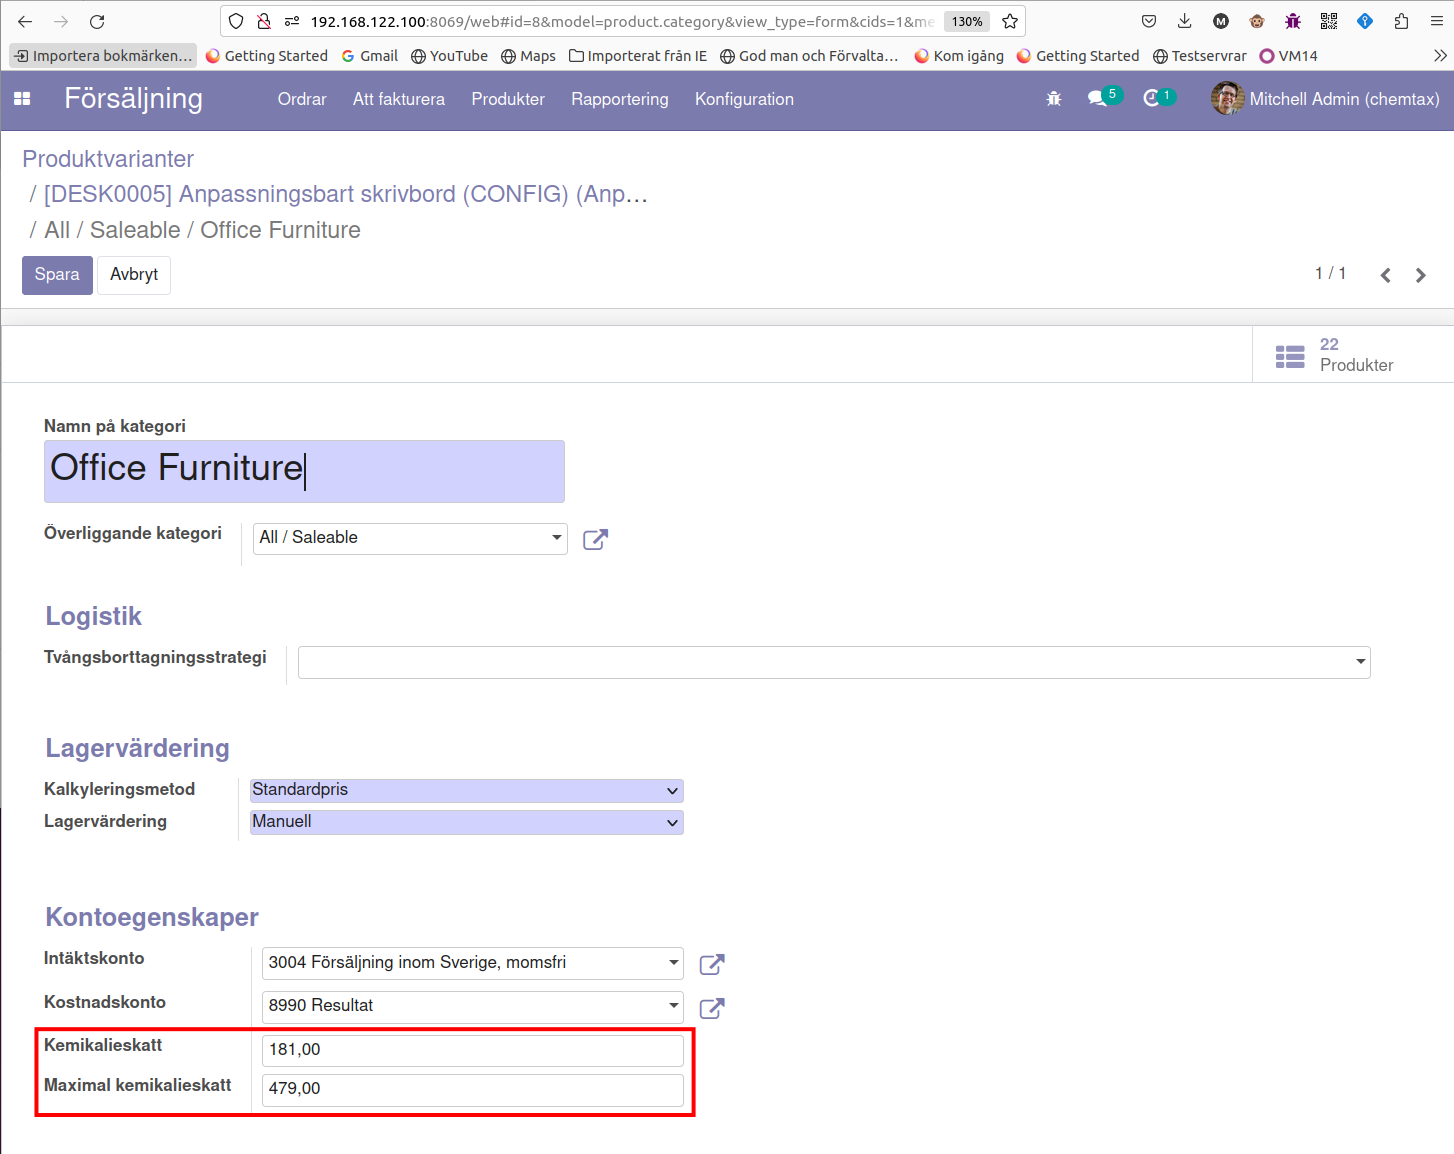 192.168.122.100:8069/web#id=8&model=product.category&view_type=form&cids=1&me 130%
Importera bokmärken… Getting Started Gmail YouTube Maps Importerat från IE God man och Förvalta… Kom igång Getting Started Testservrar VM14
Försäljning Ordrar Att fakturera Produkter Rapportering Konfiguration 5 1 Mitchell Admin (chemtax)
Produktvarianter
/ [DESK0005] Anpassningsbart skrivbord (CONFIG) (Anp…
/ All / Saleable / Office Furniture
Spara Avbryt 1 / 1
22
Produkter
Namn på kategori
Office Furniture
Överliggande kategori All / Saleable
Logistik
Tvångsborttagningsstrategi
Lagervärdering
Kalkyleringsmetod Standardpris
Lagervärdering Manuell
Kontoegenskaper
Intäktskonto 3004 Försäljning inom Sverige, momsfri
Kostnadskonto 8990 Resultat
Kemikalieskatt 181,00
Maximal kemikalieskatt 479,00